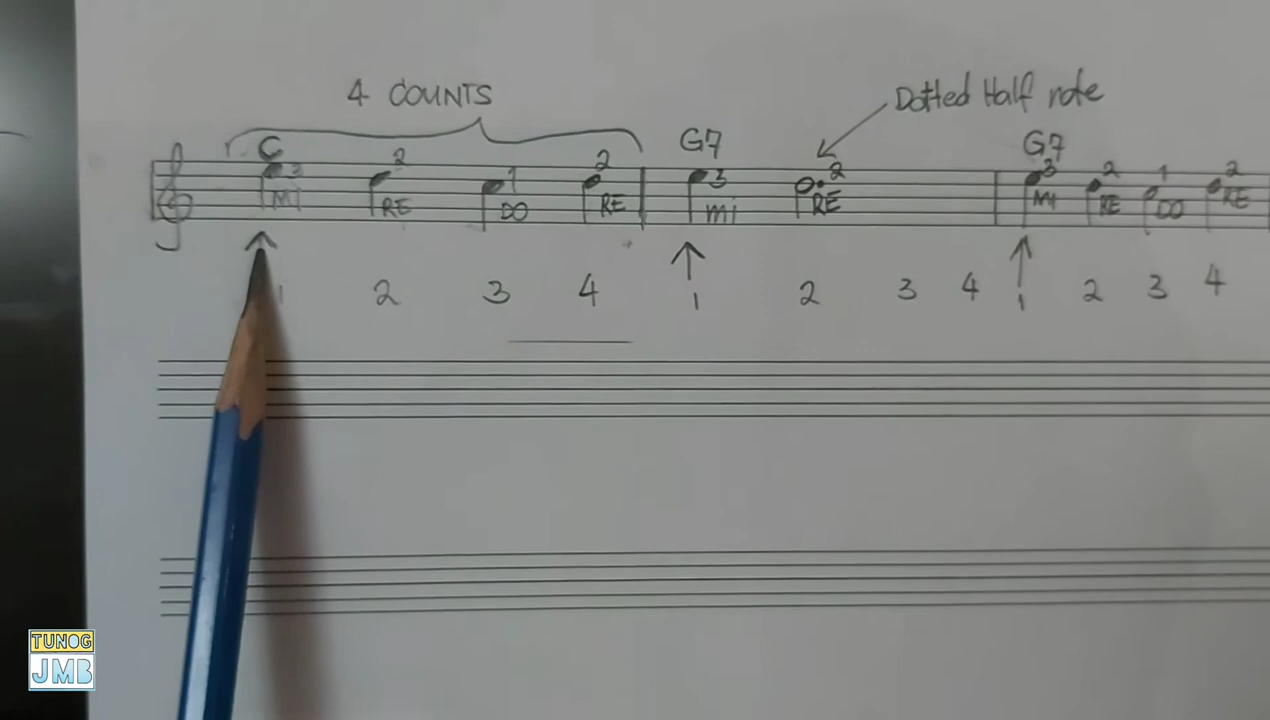 4 COUNTS
Dotted Half note
C G7 G7
3 2 1 2 3 2 3 2 1 2
Mi RE DO RE mi RE Mi RE DO RE
1 2 3 4 1 2 3 4 1 2 3 4
TUNOG
JMB